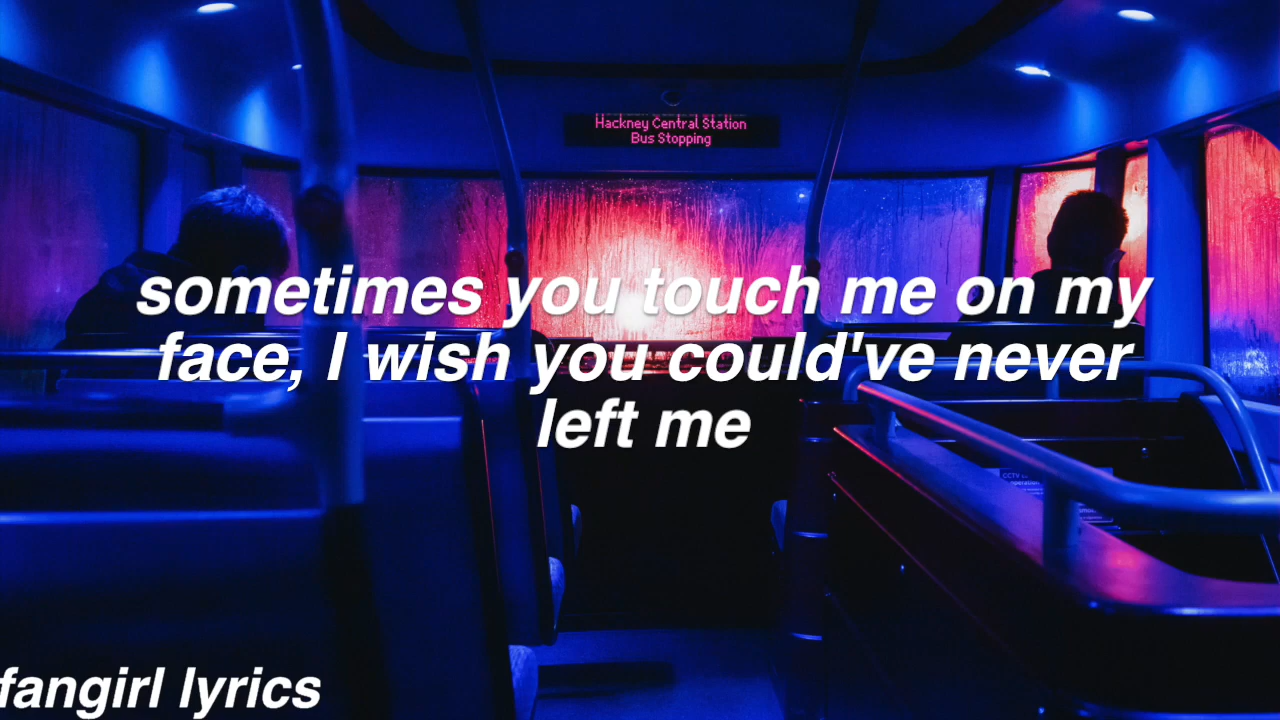 Hackney Central Station
Bus Stopping
sometimes you touch me on my
face, I wish you could've never
left me
CCTV
fangirl lyrics